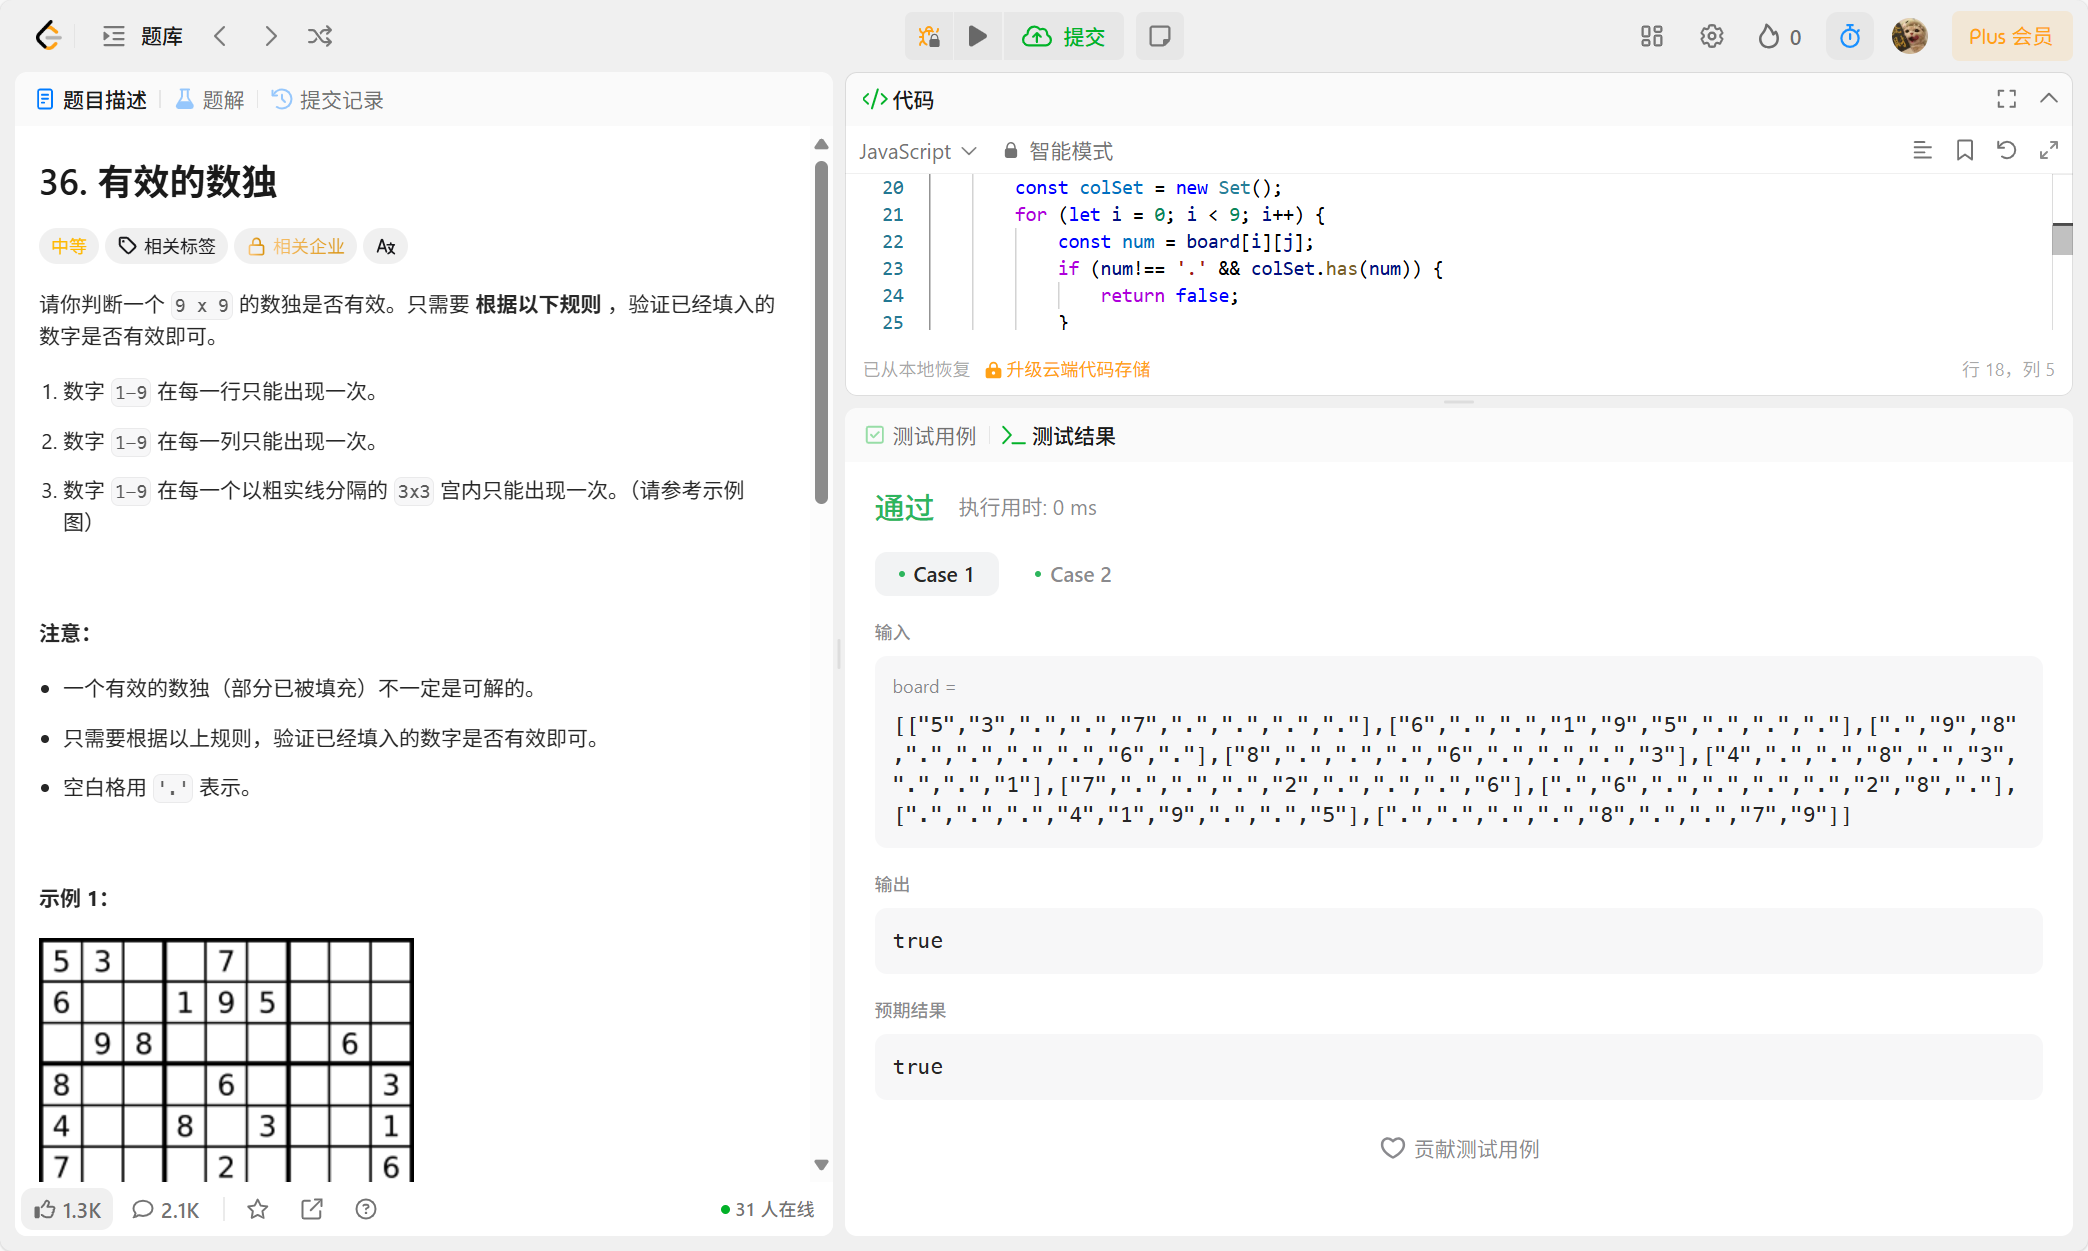 题库
提交
0
Plus 会员
题目描述
题解
提交记录
36. 有效的数独
中等
相关标签
相关企业
请你判断一个 9 x 9 的数独是否有效。只需要 根据以下规则 ，验证已经填入的
数字是否有效即可。
1. 数字 1-9 在每一行只能出现一次。
2. 数字 1-9 在每一列只能出现一次。
3. 数字 1-9 在每一个以粗实线分隔的 3x3 宫内只能出现一次。（请参考示例
图）
注意：
一个有效的数独（部分已被填充）不一定是可解的。
只需要根据以上规则，验证已经填入的数字是否有效即可。
空白格用 '.' 表示。
示例 1：
5 3 7
6 1 9 5
9 8 6
8 6 3
4 8 3 1
7 2 6
1.3K
2.1K
31 人在线
</> 代码
JavaScript
智能模式
20 const colSet = new Set();
21 for (let i = 0; i < 9; i++) {
22 const num = board[i][j];
23 if (num!== '.' && colSet.has(num)) {
24 return false;
25 }
已从本地恢复
升级云端代码存储
行 18，列 5
测试用例
测试结果
通过
执行用时: 0 ms
Case 1
Case 2
输入
board =
[["5","3",".",".","7",".",".",".","."],["6",".",".","1","9","5",".",".","."],[".","9","8"
,".",".",".",".","6","."],["8",".",".",".","6",".",".",".","3"],["4",".",".","8",".","3",
".",".","1"],["7",".",".",".","2",".",".",".","6"],[".","6",".",".",".",".","2","8","."],
[".",".",".","4","1","9",".",".","5"],[".",".",".",".","8",".",".","7","9"]]
输出
true
预期结果
true
贡献测试用例